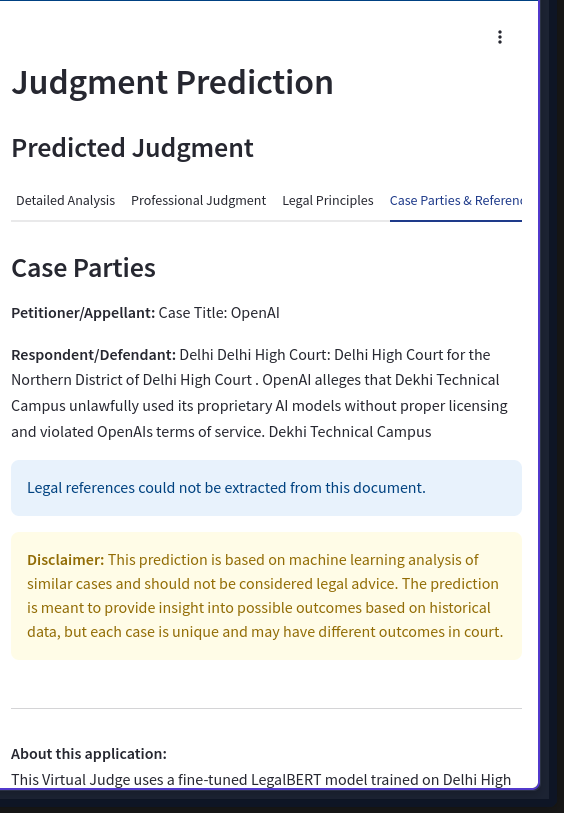 Judgment Prediction
Predicted Judgment
Detailed Analysis Professional Judgment Legal Principles Case Parties & Referenc
Case Parties
Petitioner/Appellant: Case Title: OpenAI
Respondent/Defendant: Delhi Delhi High Court: Delhi High Court for the
Northern District of Delhi High Court . OpenAI alleges that Dekhi Technical
Campus unlawfully used its proprietary AI models without proper licensing
and violated OpenAIs terms of service. Dekhi Technical Campus
Legal references could not be extracted from this document.
Disclaimer: This prediction is based on machine learning analysis of
similar cases and should not be considered legal advice. The prediction
is meant to provide insight into possible outcomes based on historical
data, but each case is unique and may have different outcomes in court.
About this application:
This Virtual Judge uses a fine-tuned LegalBERT model trained on Delhi High